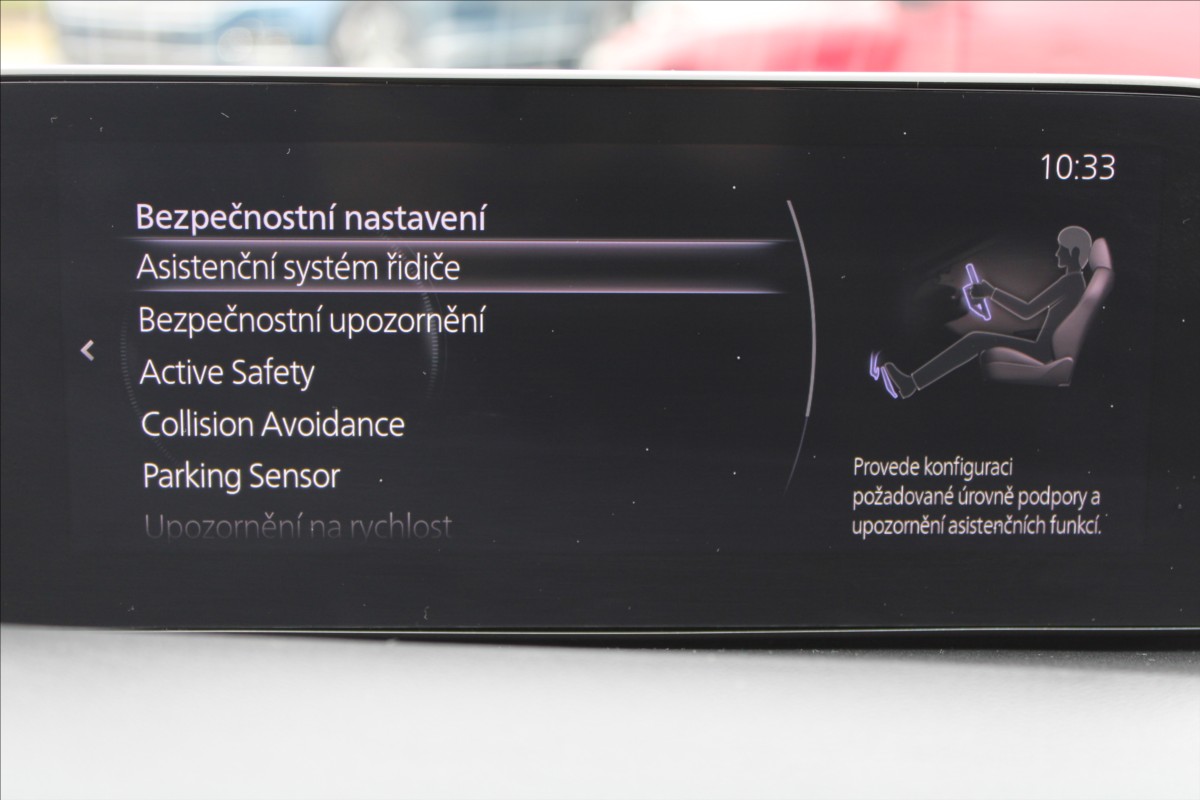 10:33
Bezpečnostní nastavení
Asistenční systém řidiče
Bezpečnostní upozornění
Active Safety
Collision Avoidance
Parking Sensor
Upozornění na rychlost
Provede konfiguraci
požadované úrovně podpory a
upozornění asistenčních funkcí.